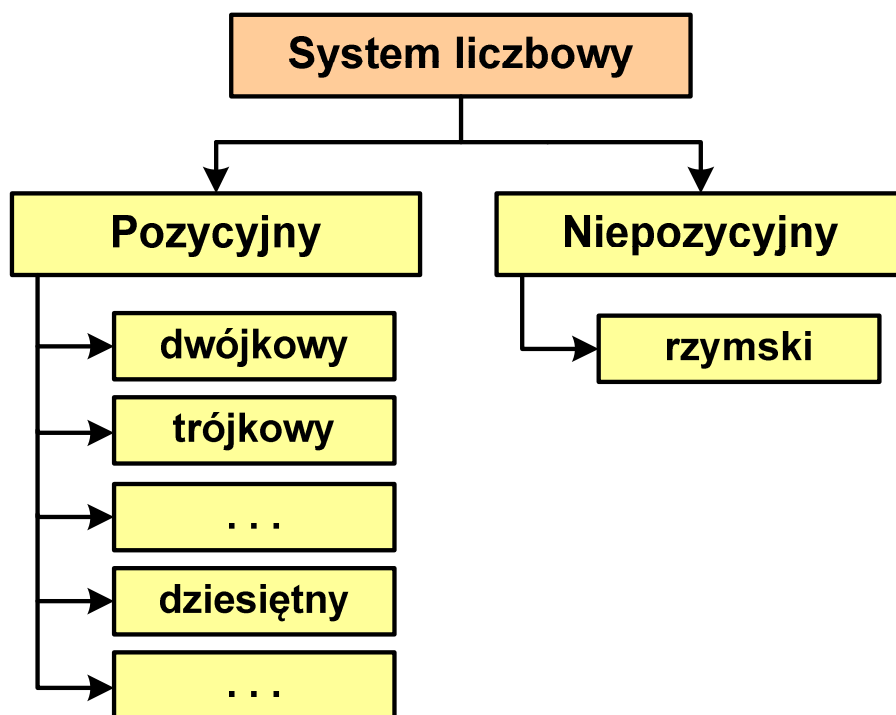 System liczbowy
Pozycyjny
dwójkowy
trójkowy
. . .
dziesiętny
. . .
Niepozycyjny
rzymski